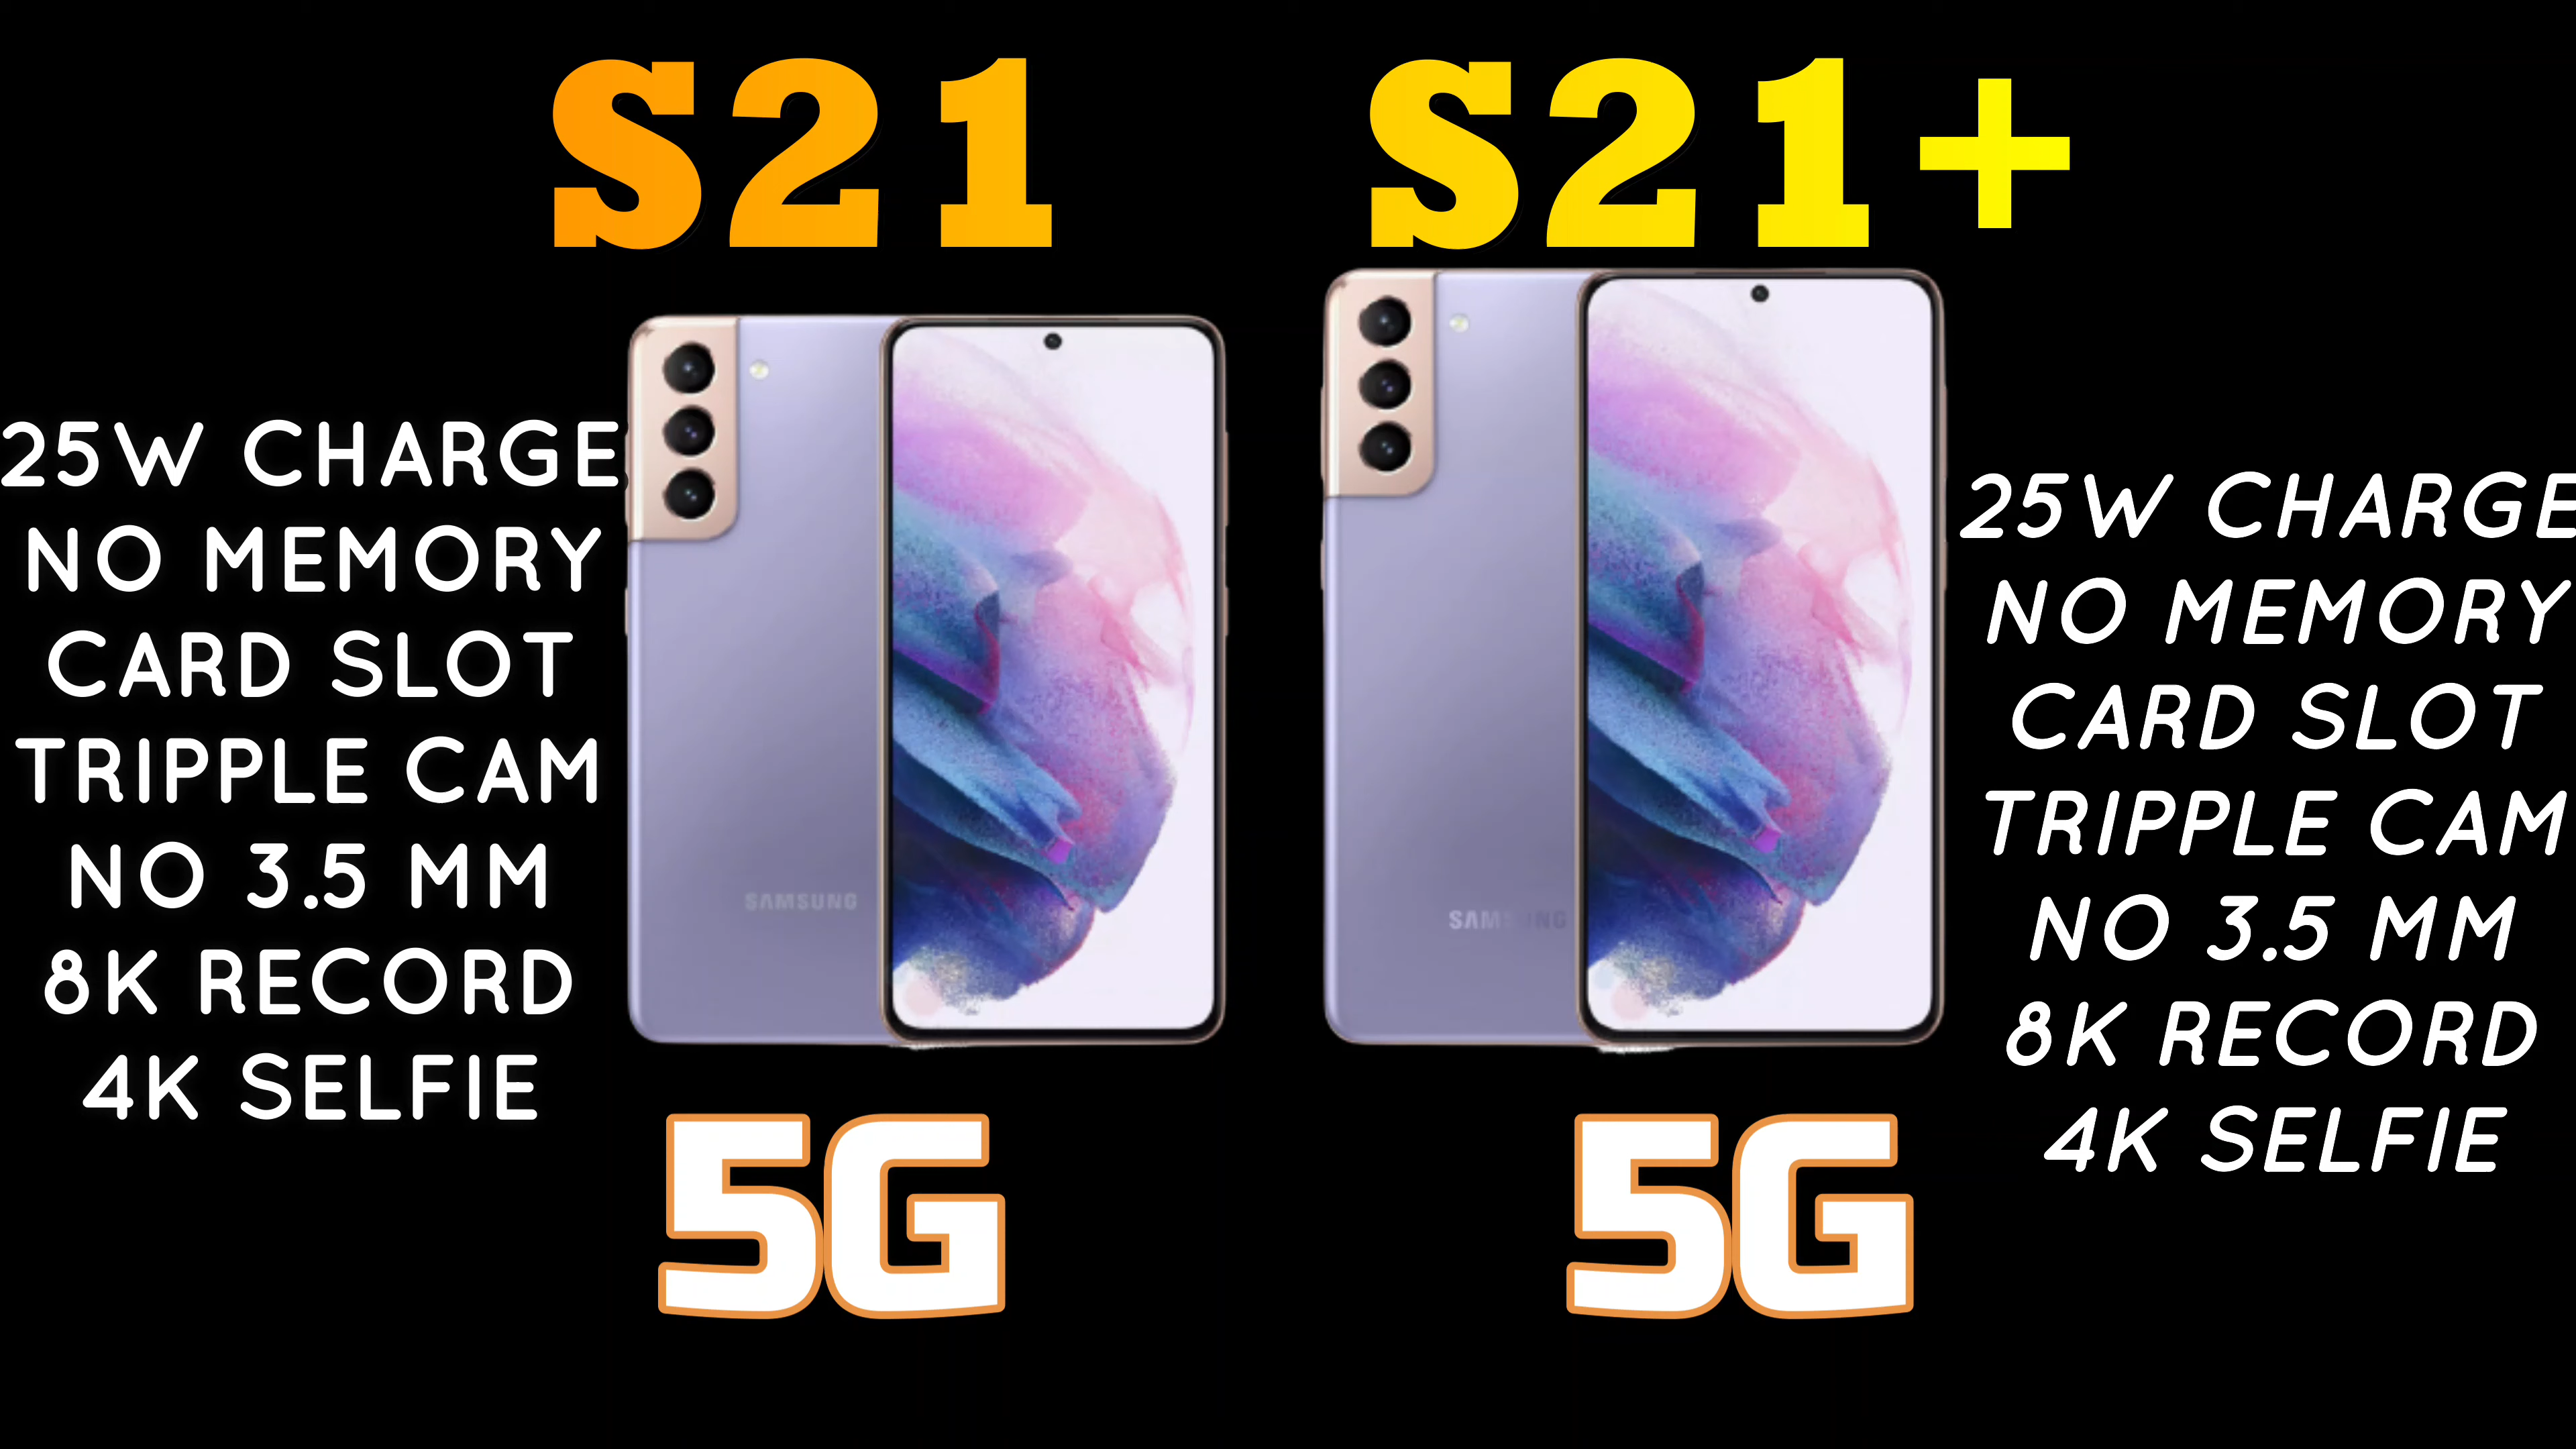 S21
S21+
25W CHARGE
NO MEMORY
CARD SLOT
TRIPPLE CAM
NO 3.5 MM
8K RECORD
4K SELFIE
SAMSUNG
SAMSUNG
25W CHARGE
NO MEMORY
CARD SLOT
TRIPPLE CAM
NO 3.5 MM
8K RECORD
4K SELFIE
5G
5G